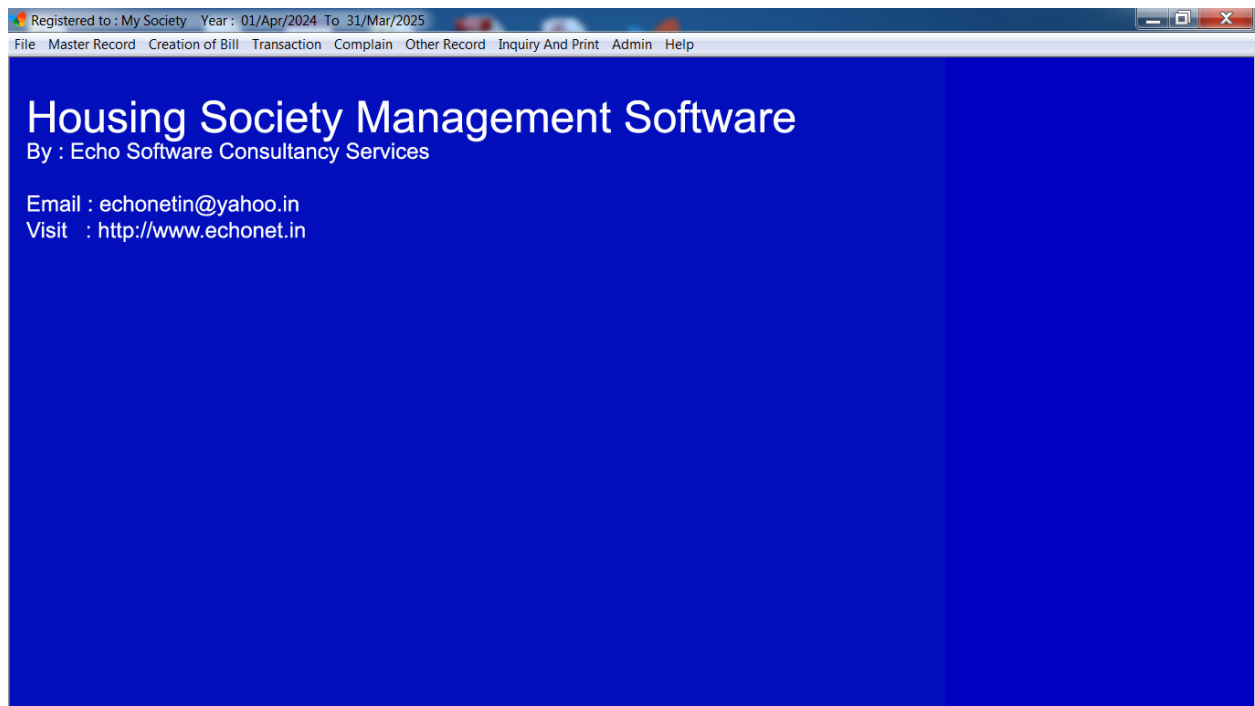 Registered to : My Society Year : 01/Apr/2024 To 31/Mar/2025
File Master Record Creation of Bill Transaction Complain Other Record Inquiry And Print Admin Help
Housing Society Management Software
By : Echo Software Consultancy Services
Email : echonetin@yahoo.in
Visit : http://www.echonet.in